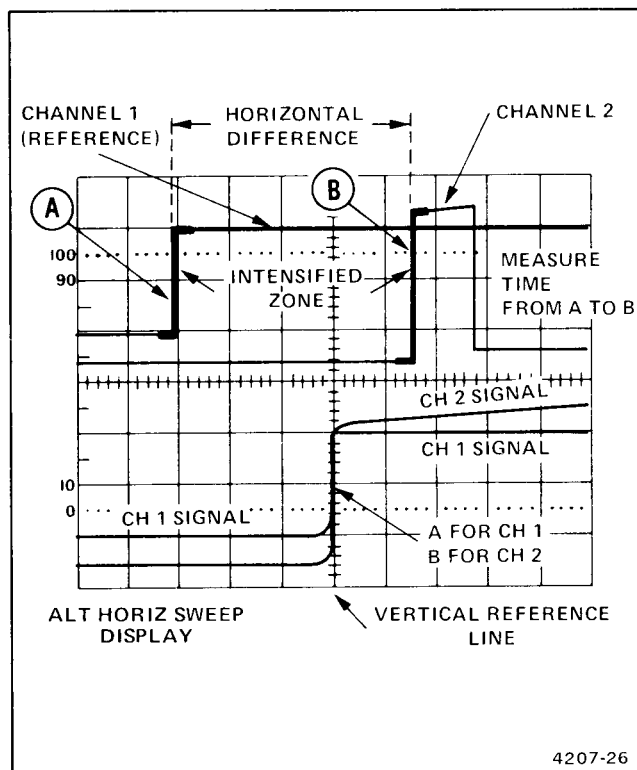 CHANNEL 1
(REFERENCE)
HORIZONTAL
DIFFERENCE
CHANNEL 2
A
B
100
90
INTENSIFIED
ZONE
MEASURE
TIME
FROM A TO B
CH 2 SIGNAL
CH 1 SIGNAL
10
0
CH 1 SIGNAL
A FOR CH 1
B FOR CH 2
ALT HORIZ SWEEP
DISPLAY
VERTICAL REFERENCE
LINE
4207-26